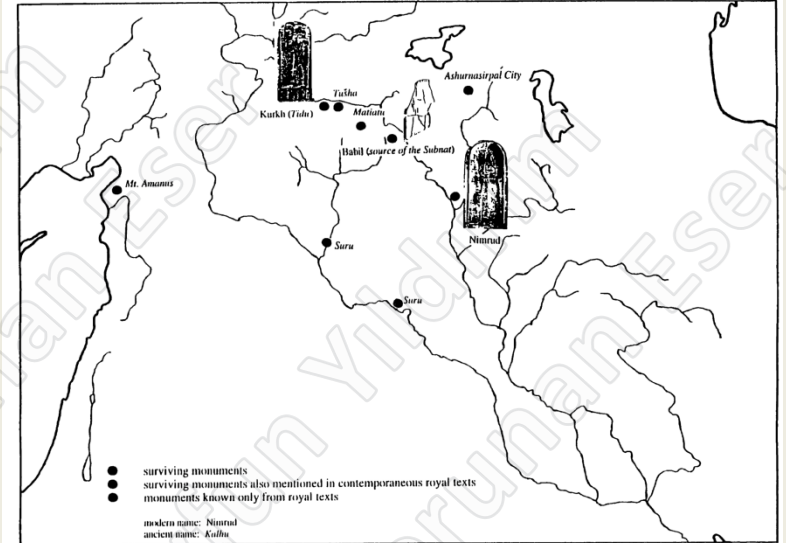 Ashurnasirpal City
Tušha
Kurkh (Tidu)
Matiatu
Babil (source of the Subnat)
Mt. Amanus
Nimrud
Suru
Suru
surviving monuments
surviving monuments also mentioned in contemporaneous royal texts
monuments known only from royal texts
modern name: Nimrud
ancient name: Kalhu